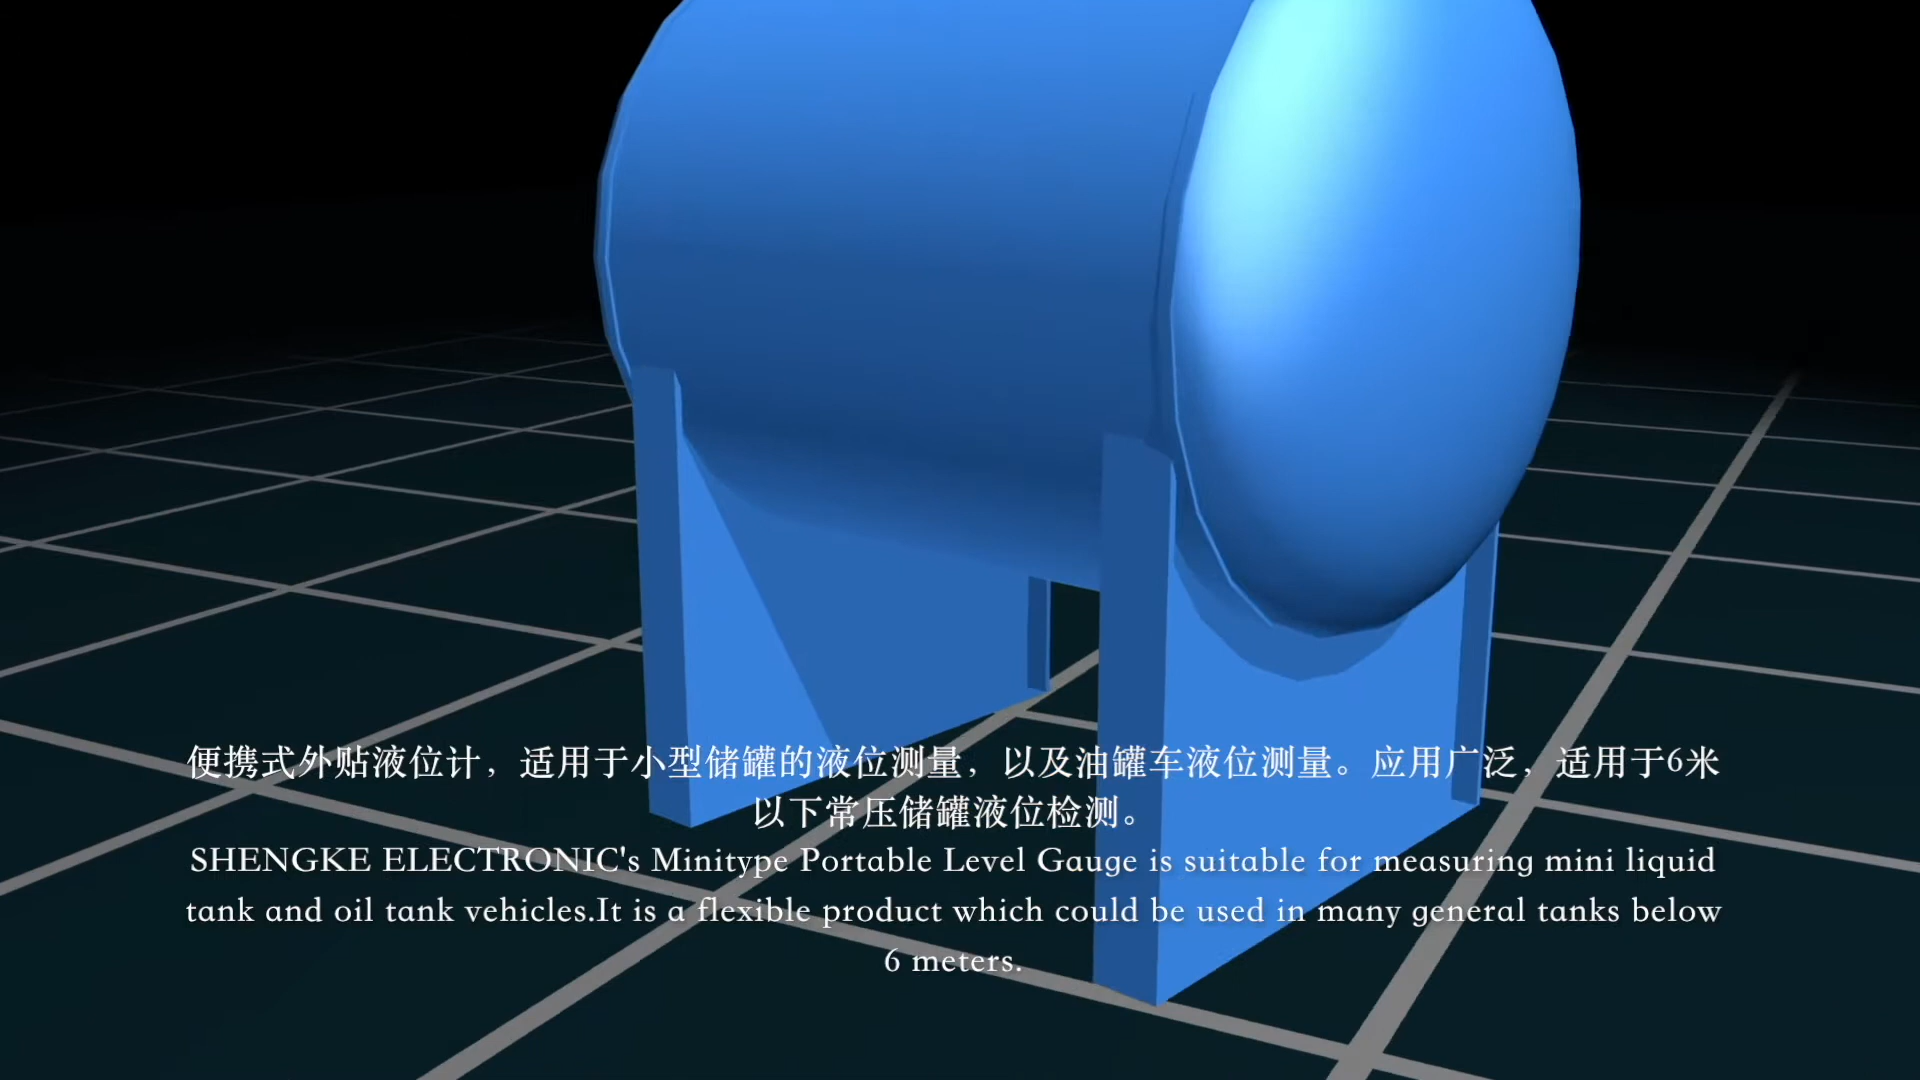 便携式外贴液位计，适用于小型储罐的液位测量，以及油罐车液位测量。应用广泛，适用于6米
以下常压储罐液位检测。
SHENGKE ELECTRONIC's Minitype Portable Level Gauge is suitable for measuring mini liquid
tank and oil tank vehicles.It is a flexible product which could be used in many general tanks below
6 meters.